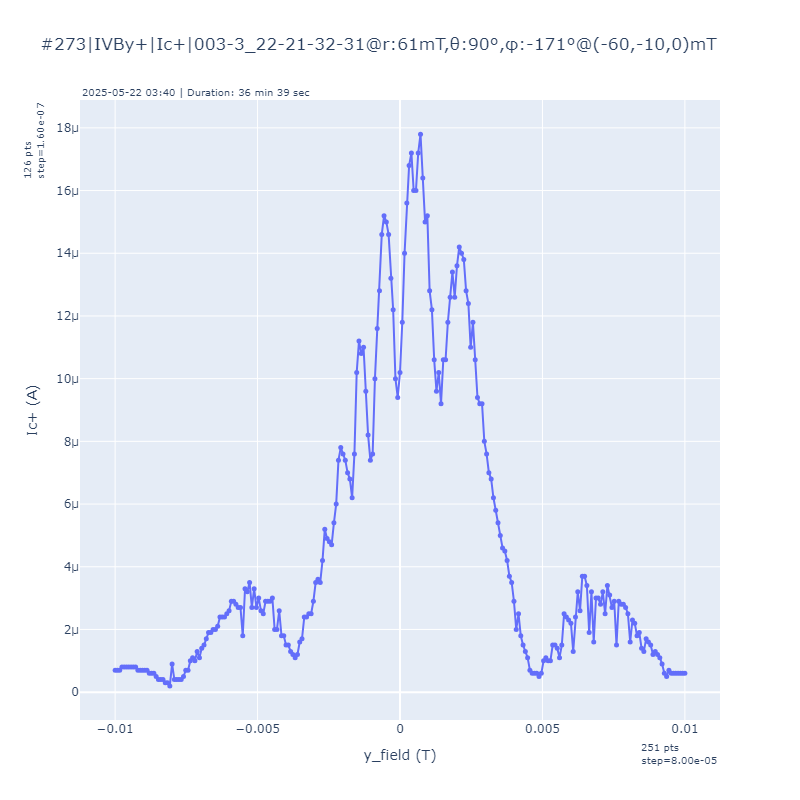 #273|IVBy+|Ic+|003-3_22-21-32-31@r:61mT,θ:90°,φ:-171°@(-60,-10,0)mT
2025-05-22 03:40 | Duration: 36 min 39 sec
126 pts
step=1.60e-07
18μ
16μ
14μ
12μ
10μ
8μ
6μ
4μ
2μ
0
Ic+ (A)
−0.01
−0.005
0
0.005
0.01
y_field (T)
251 pts
step=8.00e-05